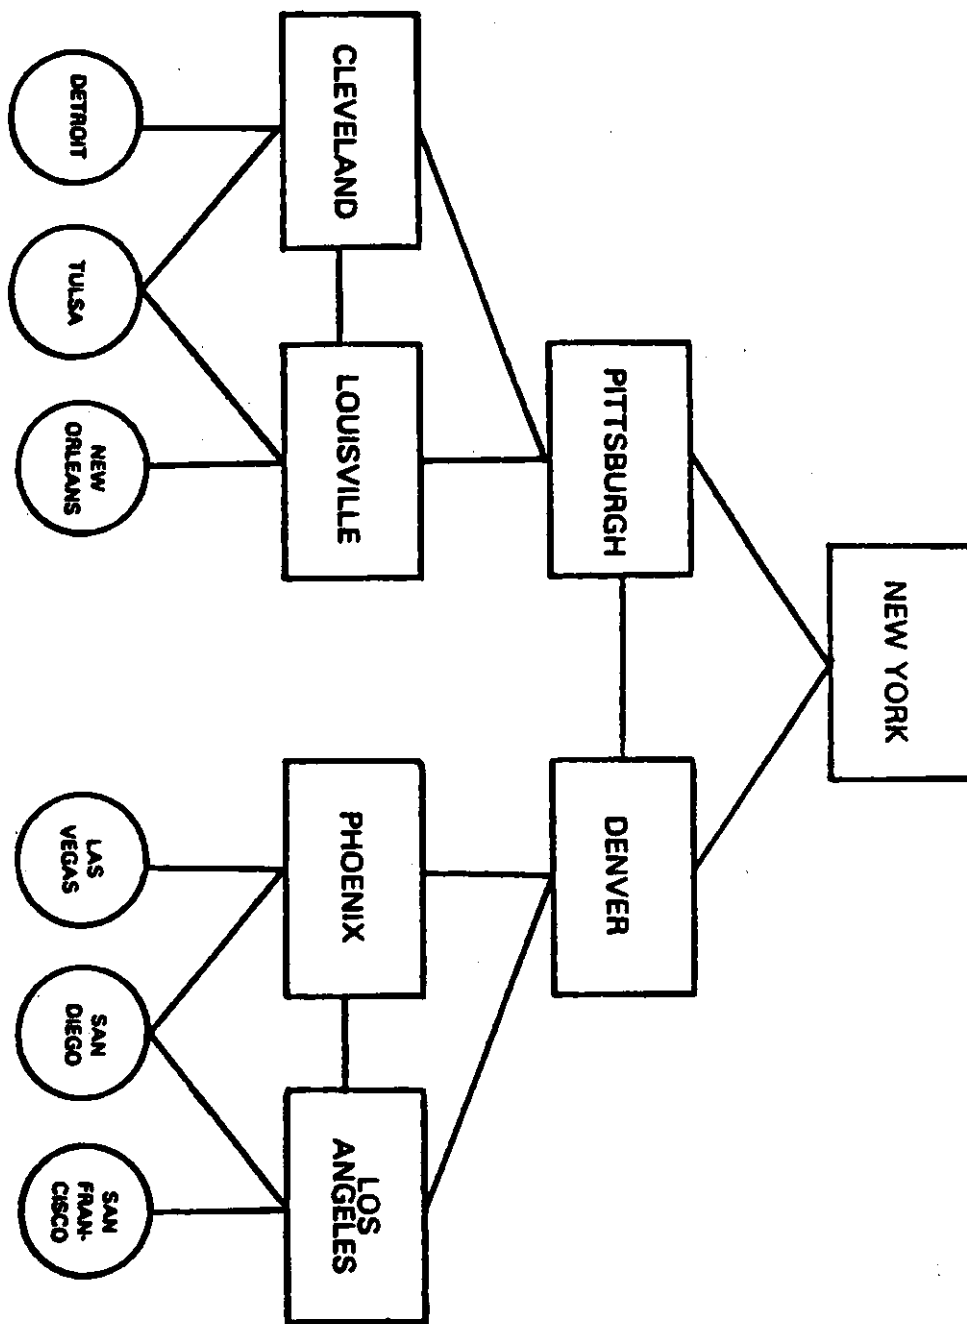 NEW YORK
PITTSBURGH
DENVER
CLEVELAND
LOUISVILLE
PHOENIX
LOS
ANGELES
DETROIT
TULSA
NEW
ORLEANS
LAS
VEGAS
SAN
DIEGO
SAN
FRAN-
CISCO